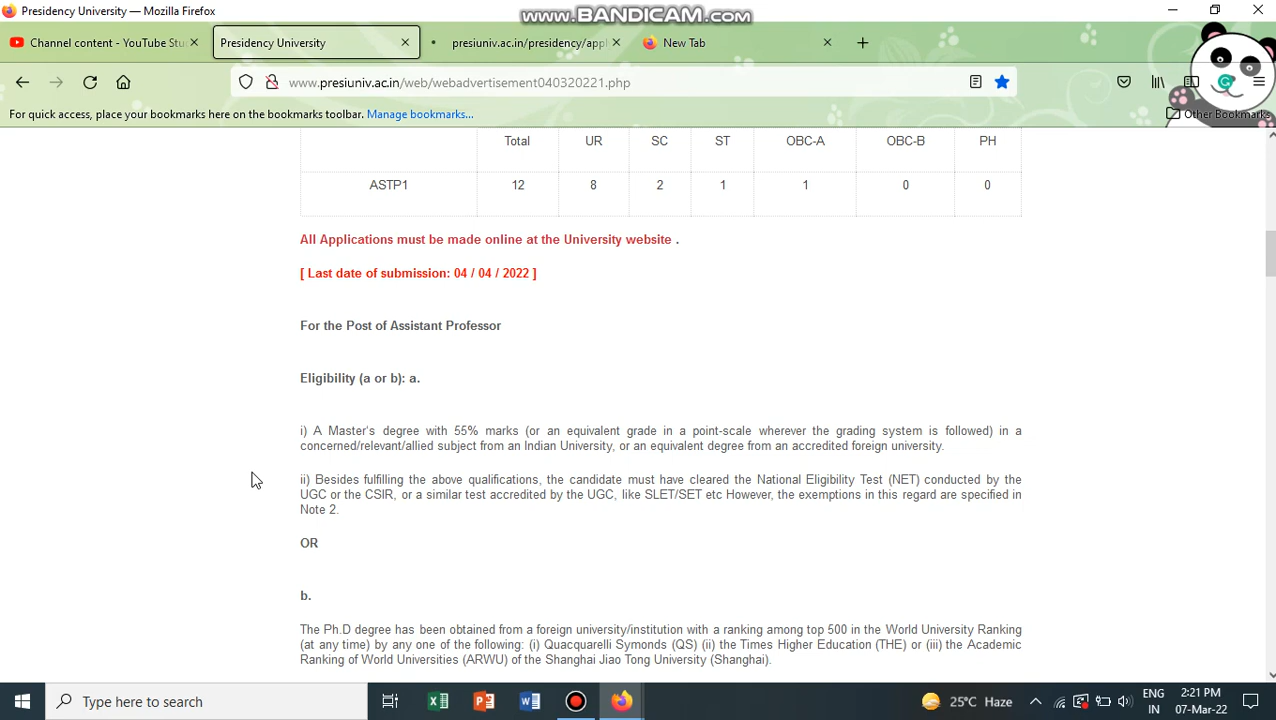 Presidency University — Mozilla Firefox
www.BANDICAM.com
Channel content - YouTube Stu
Presidency University
presiuniv.ac.in/presidency/appl
New Tab
www.presiuniv.ac.in/web/webadvertisement040320221.php
For quick access, place your bookmarks here on the bookmarks toolbar. Manage bookmarks...
Other Bookmarks
Total UR SC ST OBC-A OBC-B PH
ASTP1 12 8 2 1 1 0 0
All Applications must be made online at the University website .
[ Last date of submission: 04 / 04 / 2022 ]
For the Post of Assistant Professor
Eligibility (a or b): a.
i) A Master's degree with 55% marks (or an equivalent grade in a point-scale wherever the grading system is followed) in a
concerned/relevant/allied subject from an Indian University, or an equivalent degree from an accredited foreign university.
ii) Besides fulfilling the above qualifications, the candidate must have cleared the National Eligibility Test (NET) conducted by the
UGC or the CSIR, or a similar test accredited by the UGC, like SLET/SET etc However, the exemptions in this regard are specified in
Note 2.
OR
b.
The Ph.D degree has been obtained from a foreign university/institution with a ranking among top 500 in the World University Ranking
(at any time) by any one of the following: (i) Quacquarelli Symonds (QS) (ii) the Times Higher Education (THE) or (iii) the Academic
Ranking of World Universities (ARWU) of the Shanghai Jiao Tong University (Shanghai).
Type here to search
25°C Haze
ENG
IN
2:21 PM
07-Mar-22